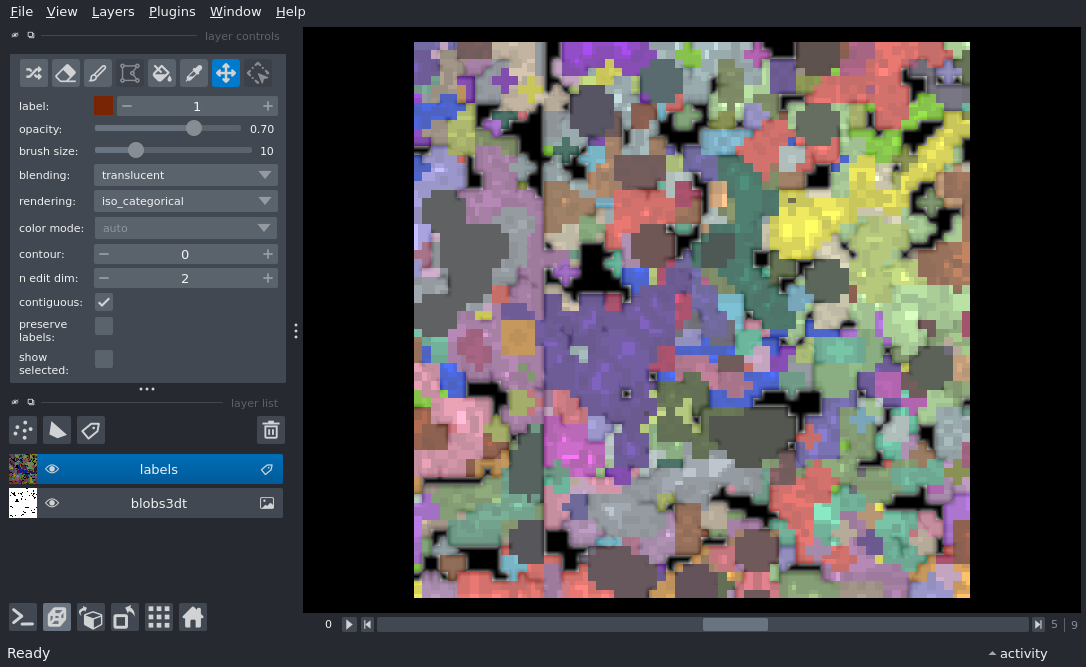 File View Layers Plugins Window Help
layer controls
label: 1
opacity: 0.70
brush size: 10
blending: translucent
rendering: iso_categorical
color mode: auto
contour: 0
n edit dim: 2
contiguous:
preserve
labels:
show
selected:
layer list
labels
blobs3dt
0 5 9
Ready activity